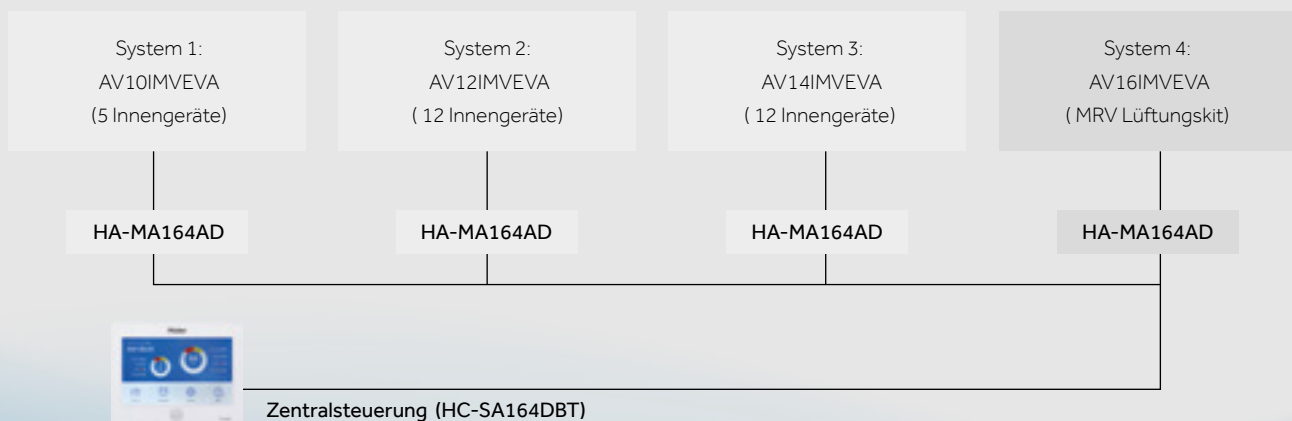 System 1:
AV10IMVEVA
(5 Innengeräte)
System 2:
AV12IMVEVA
( 12 Innengeräte)
System 3:
AV14IMVEVA
( 12 Innengeräte)
System 4:
AV16IMVEVA
( MRV Lüftungskit)
HA-MA164AD
HA-MA164AD
HA-MA164AD
HA-MA164AD
Zentralsteuerung (HC-SA164DBT)